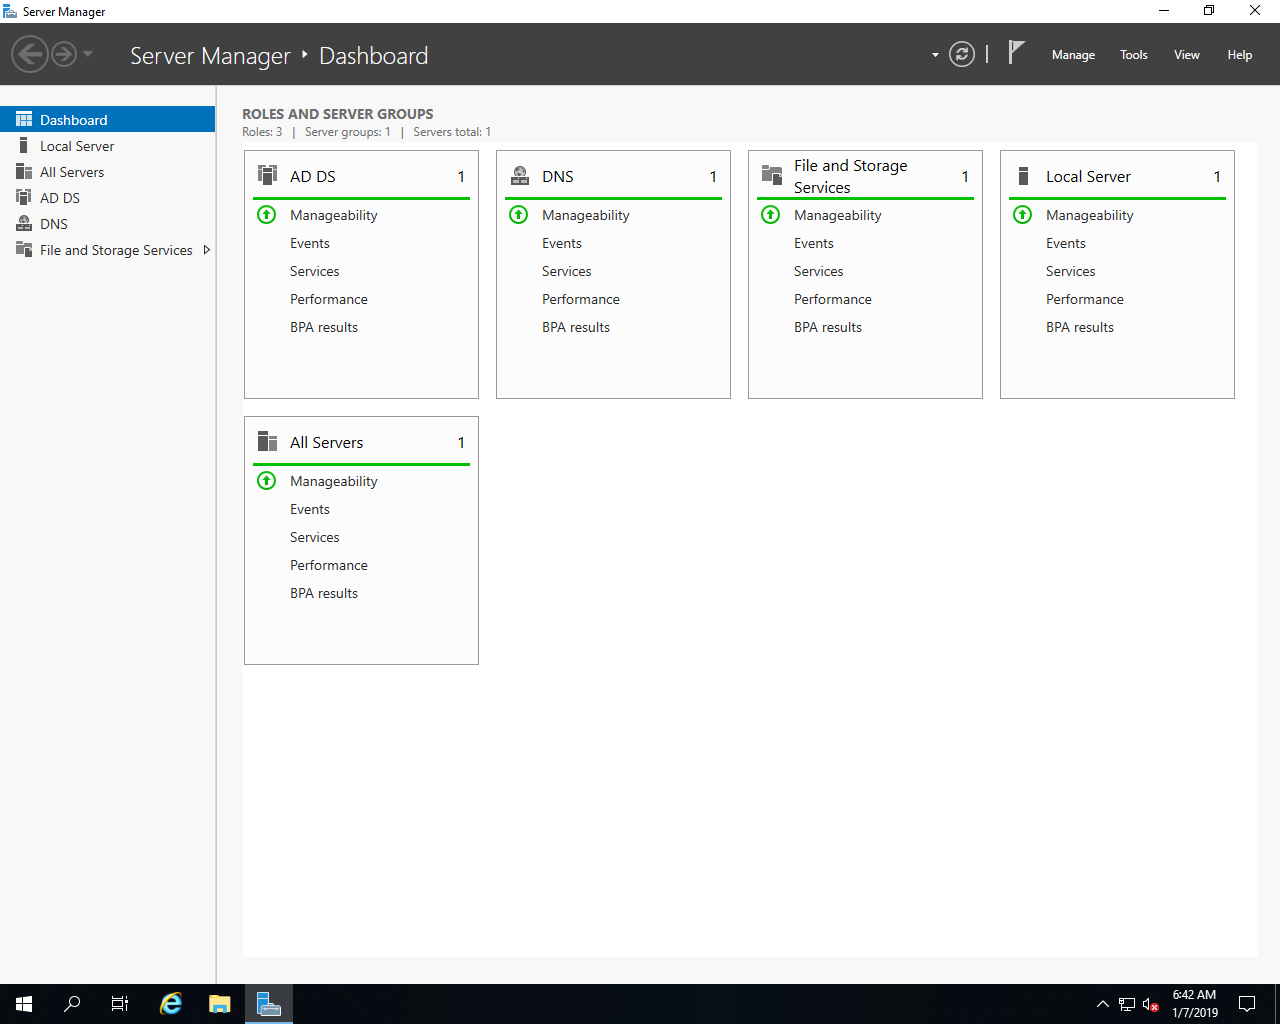 Server Manager
Server Manager
Dashboard
Manage
Tools
View
Help
Dashboard
Local Server
All Servers
AD DS
DNS
File and Storage Services
ROLES AND SERVER GROUPS
Roles: 3 | Server groups: 1 | Servers total: 1
AD DS 1
Manageability
Events
Services
Performance
BPA results
DNS 1
Manageability
Events
Services
Performance
BPA results
File and Storage
Services 1
Manageability
Events
Services
Performance
BPA results
Local Server 1
Manageability
Events
Services
Performance
BPA results
All Servers 1
Manageability
Events
Services
Performance
BPA results
6:42 AM
1/7/2019